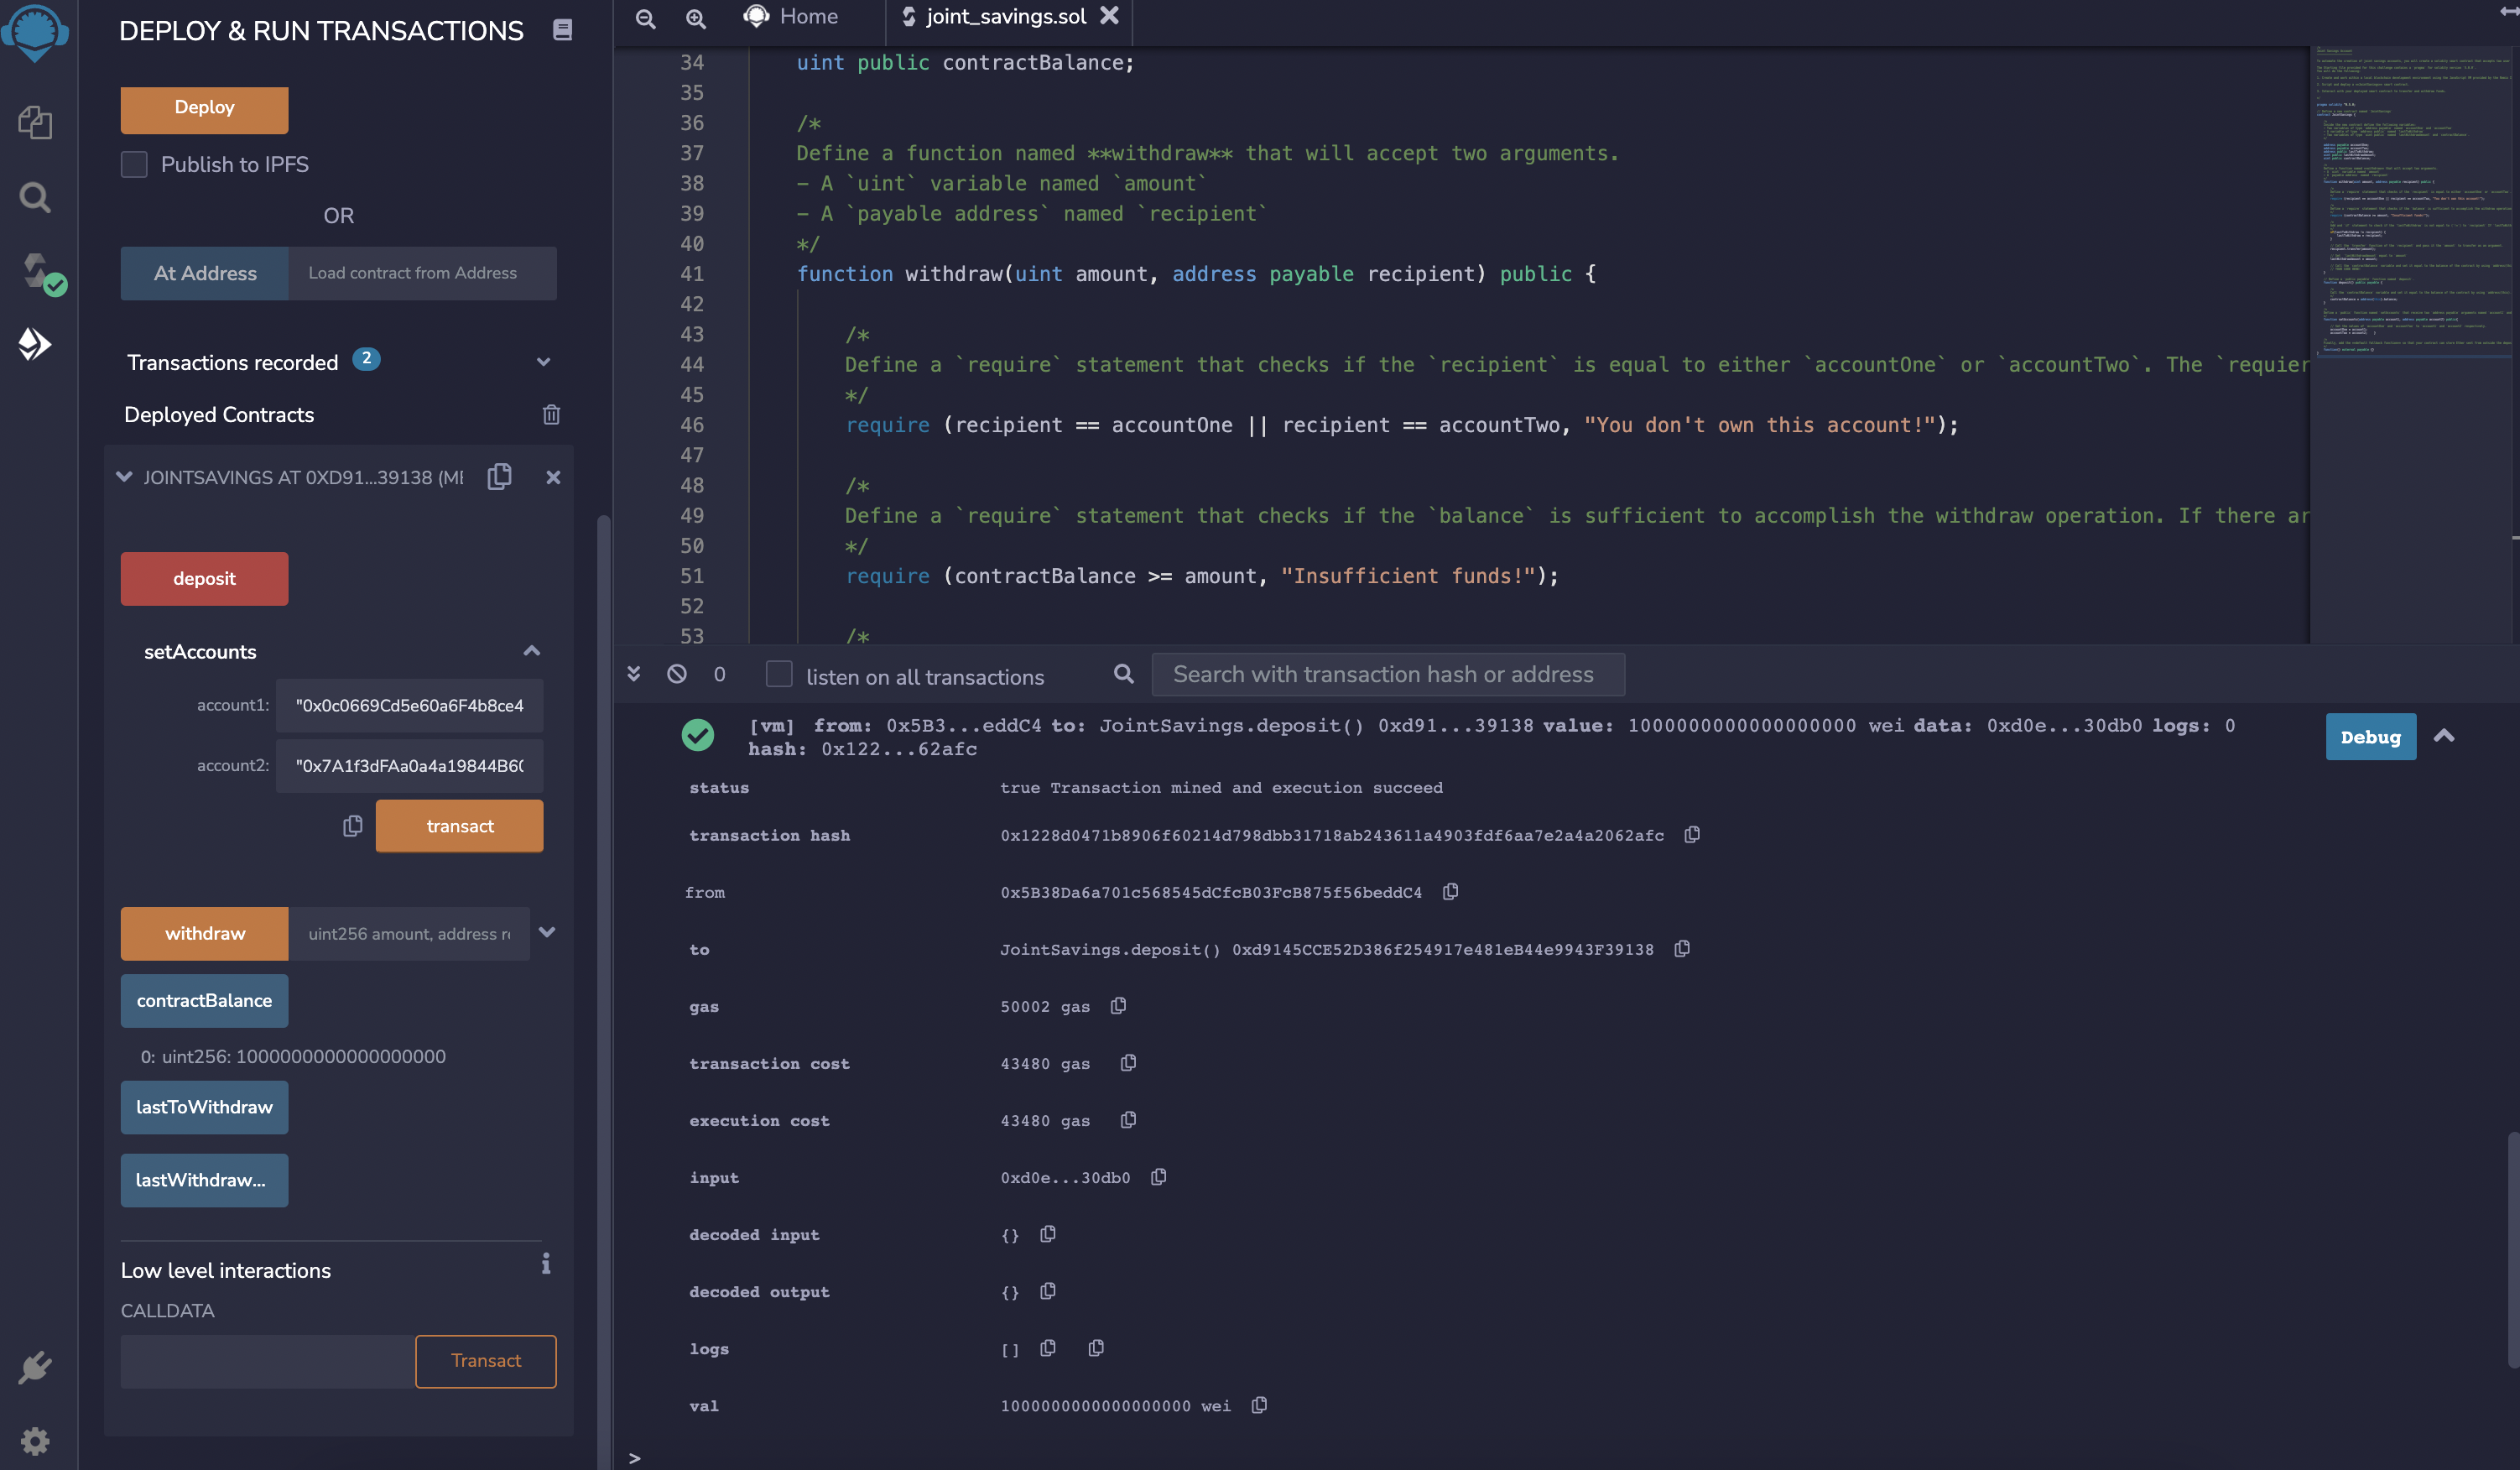 DEPLOY & RUN TRANSACTIONS
Deploy
Publish to IPFS
OR
At Address
Load contract from Address
Transactions recorded 2
Deployed Contracts
JOINTSAVINGS AT 0XD91...39138 (ME
deposit
setAccounts
account1: "0x0c0669Cd5e60a6F4b8ce4
account2: "0x7A1f3dFAa0a4a19844B60
transact
withdraw
uint256 amount, address re
contractBalance
0: uint256: 1000000000000000000
lastToWithdraw
lastWithdraw...
Low level interactions
CALLDATA
Transact
Home
joint_savings.sol
34 uint public contractBalance;
35
36 /*
37 Define a function named **withdraw** that will accept two arguments.
38 - A `uint` variable named `amount`
39 - A `payable address` named `recipient`
40 */
41 function withdraw(uint amount, address payable recipient) public {
42
43 /*
44 Define a `require` statement that checks if the `recipient` is equal to either `accountOne` or `accountTwo`. The `requier
45 */
46 require (recipient == accountOne || recipient == accountTwo, "You don't own this account!");
47
48 /*
49 Define a `require` statement that checks if the `balance` is sufficient to accomplish the withdraw operation. If there ar
50 */
51 require (contractBalance >= amount, "Insufficient funds!");
52
53 /*
0
listen on all transactions
Search with transaction hash or address
[vm] from: 0x5B3...eddC4 to: JointSavings.deposit() 0xd91...39138 value: 1000000000000000000 wei data: 0xd0e...30db0 logs: 0
hash: 0x122...62afc
Debug
status true Transaction mined and execution succeed
transaction hash 0x1228d0471b8906f60214d798dbb31718ab243611a4903fdf6aa7e2a4a2062afc
from 0x5B38Da6a701c568545dCfcB03FcB875f56beddC4
to JointSavings.deposit() 0xd9145CCE52D386f254917e481eB44e9943F39138
gas 50002 gas
transaction cost 43480 gas
execution cost 43480 gas
input 0xd0e...30db0
decoded input {}
decoded output {}
logs []
val 1000000000000000000 wei
>